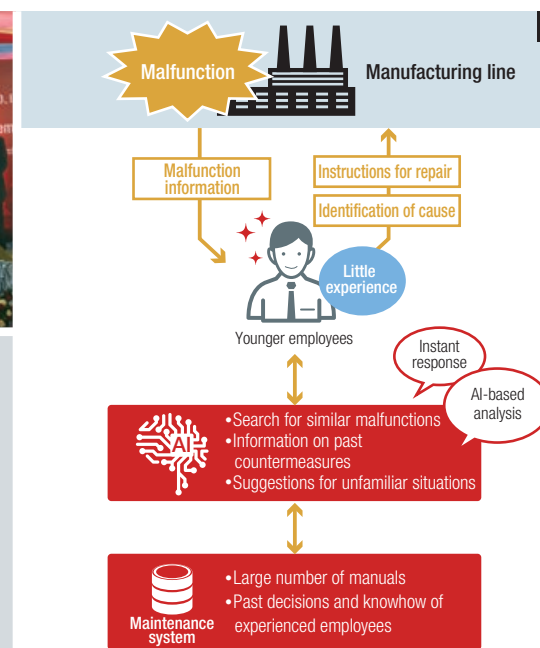 Malfunction
Manufacturing line
Malfunction
information
Instructions for repair
Identification of cause
Little
experience
Younger employees
Instant
response
AI-based
analysis
AI
•Search for similar malfunctions
•Information on past
countermeasures
•Suggestions for unfamiliar situations
Maintenance
system
•Large number of manuals
•Past decisions and knowhow of
experienced employees